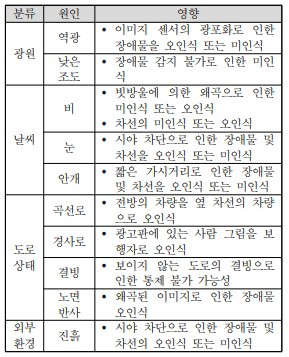 분류 원인 영향
광원 역광 • 이미지 센서의 광포화로 인한
장애물을 오인식 또는 미인식
낮은
조도 • 장애물 감지 불가로 인한 미인
식
날씨 비 • 빗방울에 의한 왜곡으로 인한
미인식 또는 오인식
• 차선의 미인식 또는 오인식
눈 • 시야 차단으로 인한 장애물 및
차선을 오인식 또는 미인식
안개 • 짧은 가시거리로 인한 장애물
및 차선을 오인식 또는 미인식
도로
상태 곡선로 • 전방의 차량을 옆 차선의 차량
으로 오인식
경사로 • 광고판에 있는 사람 그림을 보
행자로 오인식
결빙 • 보이지 않는 도로의 결빙으로
인한 통제 불가 가능성
노면
반사 • 왜곡된 이미지로 인한 장애물
오인식
외부
환경 진흙 • 시야 차단으로 인한 장애물 및
차선의 오인식 또는 미인식